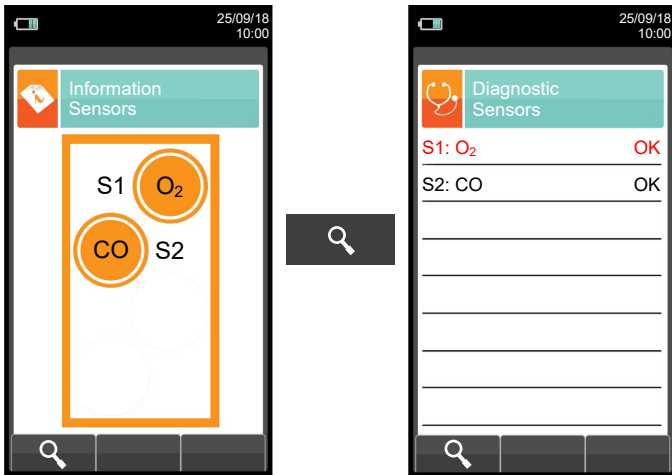 25/09/18
10:00
Information
Sensors
S1 O₂
CO S2
25/09/18
10:00
Diagnostic
Sensors
S1: O₂ OK
S2: CO OK